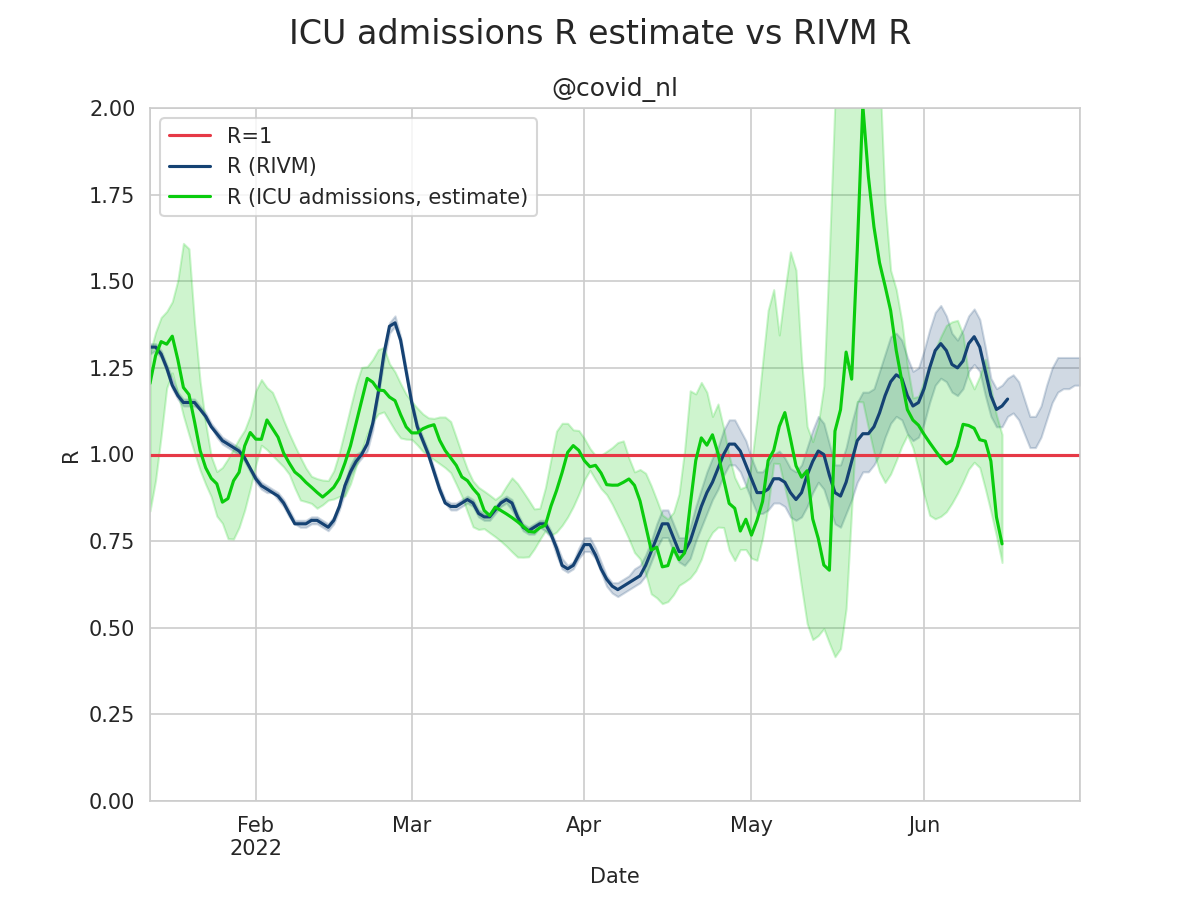 ICU admissions R estimate vs RIVM R
@covid_nl
R=1
R (RIVM)
R (ICU admissions, estimate)
2.00
1.75
1.50
1.25
1.00
0.75
0.50
0.25
0.00
R
Feb Mar Apr May Jun
2022
Date